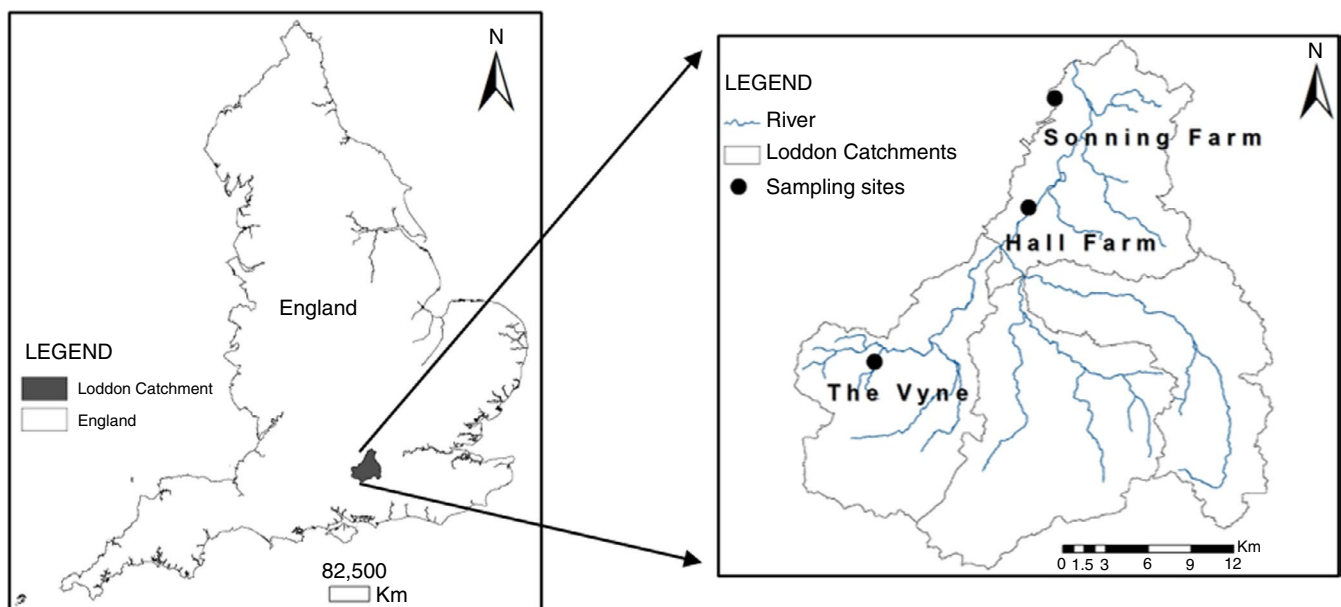 N
England
LEGEND
Loddon Catchment
England
82,500
Km
N
LEGEND
River
Loddon Catchments
Sampling sites
Sonning Farm
Hall Farm
The Vyne
Km
0 1.5 3 6 9 12